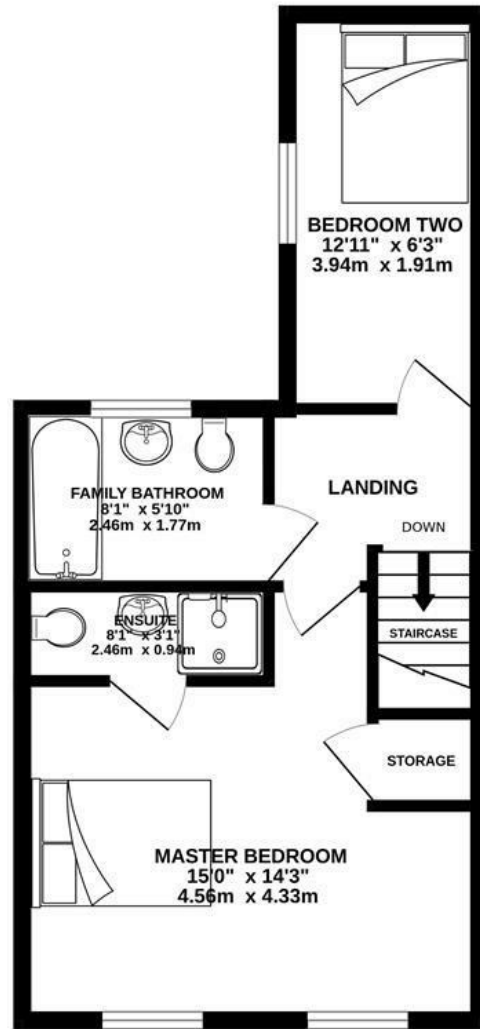 BEDROOM TWO
12'11" x 6'3"
3.94m x 1.91m
LANDING
DOWN
FAMILY BATHROOM
8'1" x 5'10"
2.46m x 1.77m
ENSUITE
8'1" x 3'1"
2.46m x 0.94m
STAIRCASE
STORAGE
MASTER BEDROOM
15'0" x 14'3"
4.56m x 4.33m